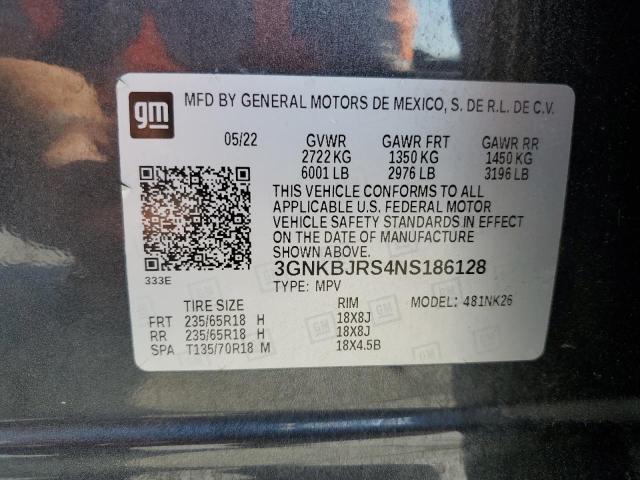 gm
MFD BY GENERAL MOTORS DE MEXICO, S. DE R.L. DE C.V.
05/22 GVWR GAWR FRT GAWR RR
2722 KG 1350 KG 1450 KG
6001 LB 2976 LB 3196 LB
THIS VEHICLE CONFORMS TO ALL
APPLICABLE U.S. FEDERAL MOTOR
VEHICLE SAFETY STANDARDS IN EFFECT
ON THE DATE OF MANUFACTURE
SHOWN ABOVE.
333E
3GNKBJRS4NS186128
TYPE: MPV
TIRE SIZE RIM MODEL: 481NK26
FRT 235/65R18 H 18X8J
RR 235/65R18 H 18X8J
SPA T135/70R18 M 18X4.5B